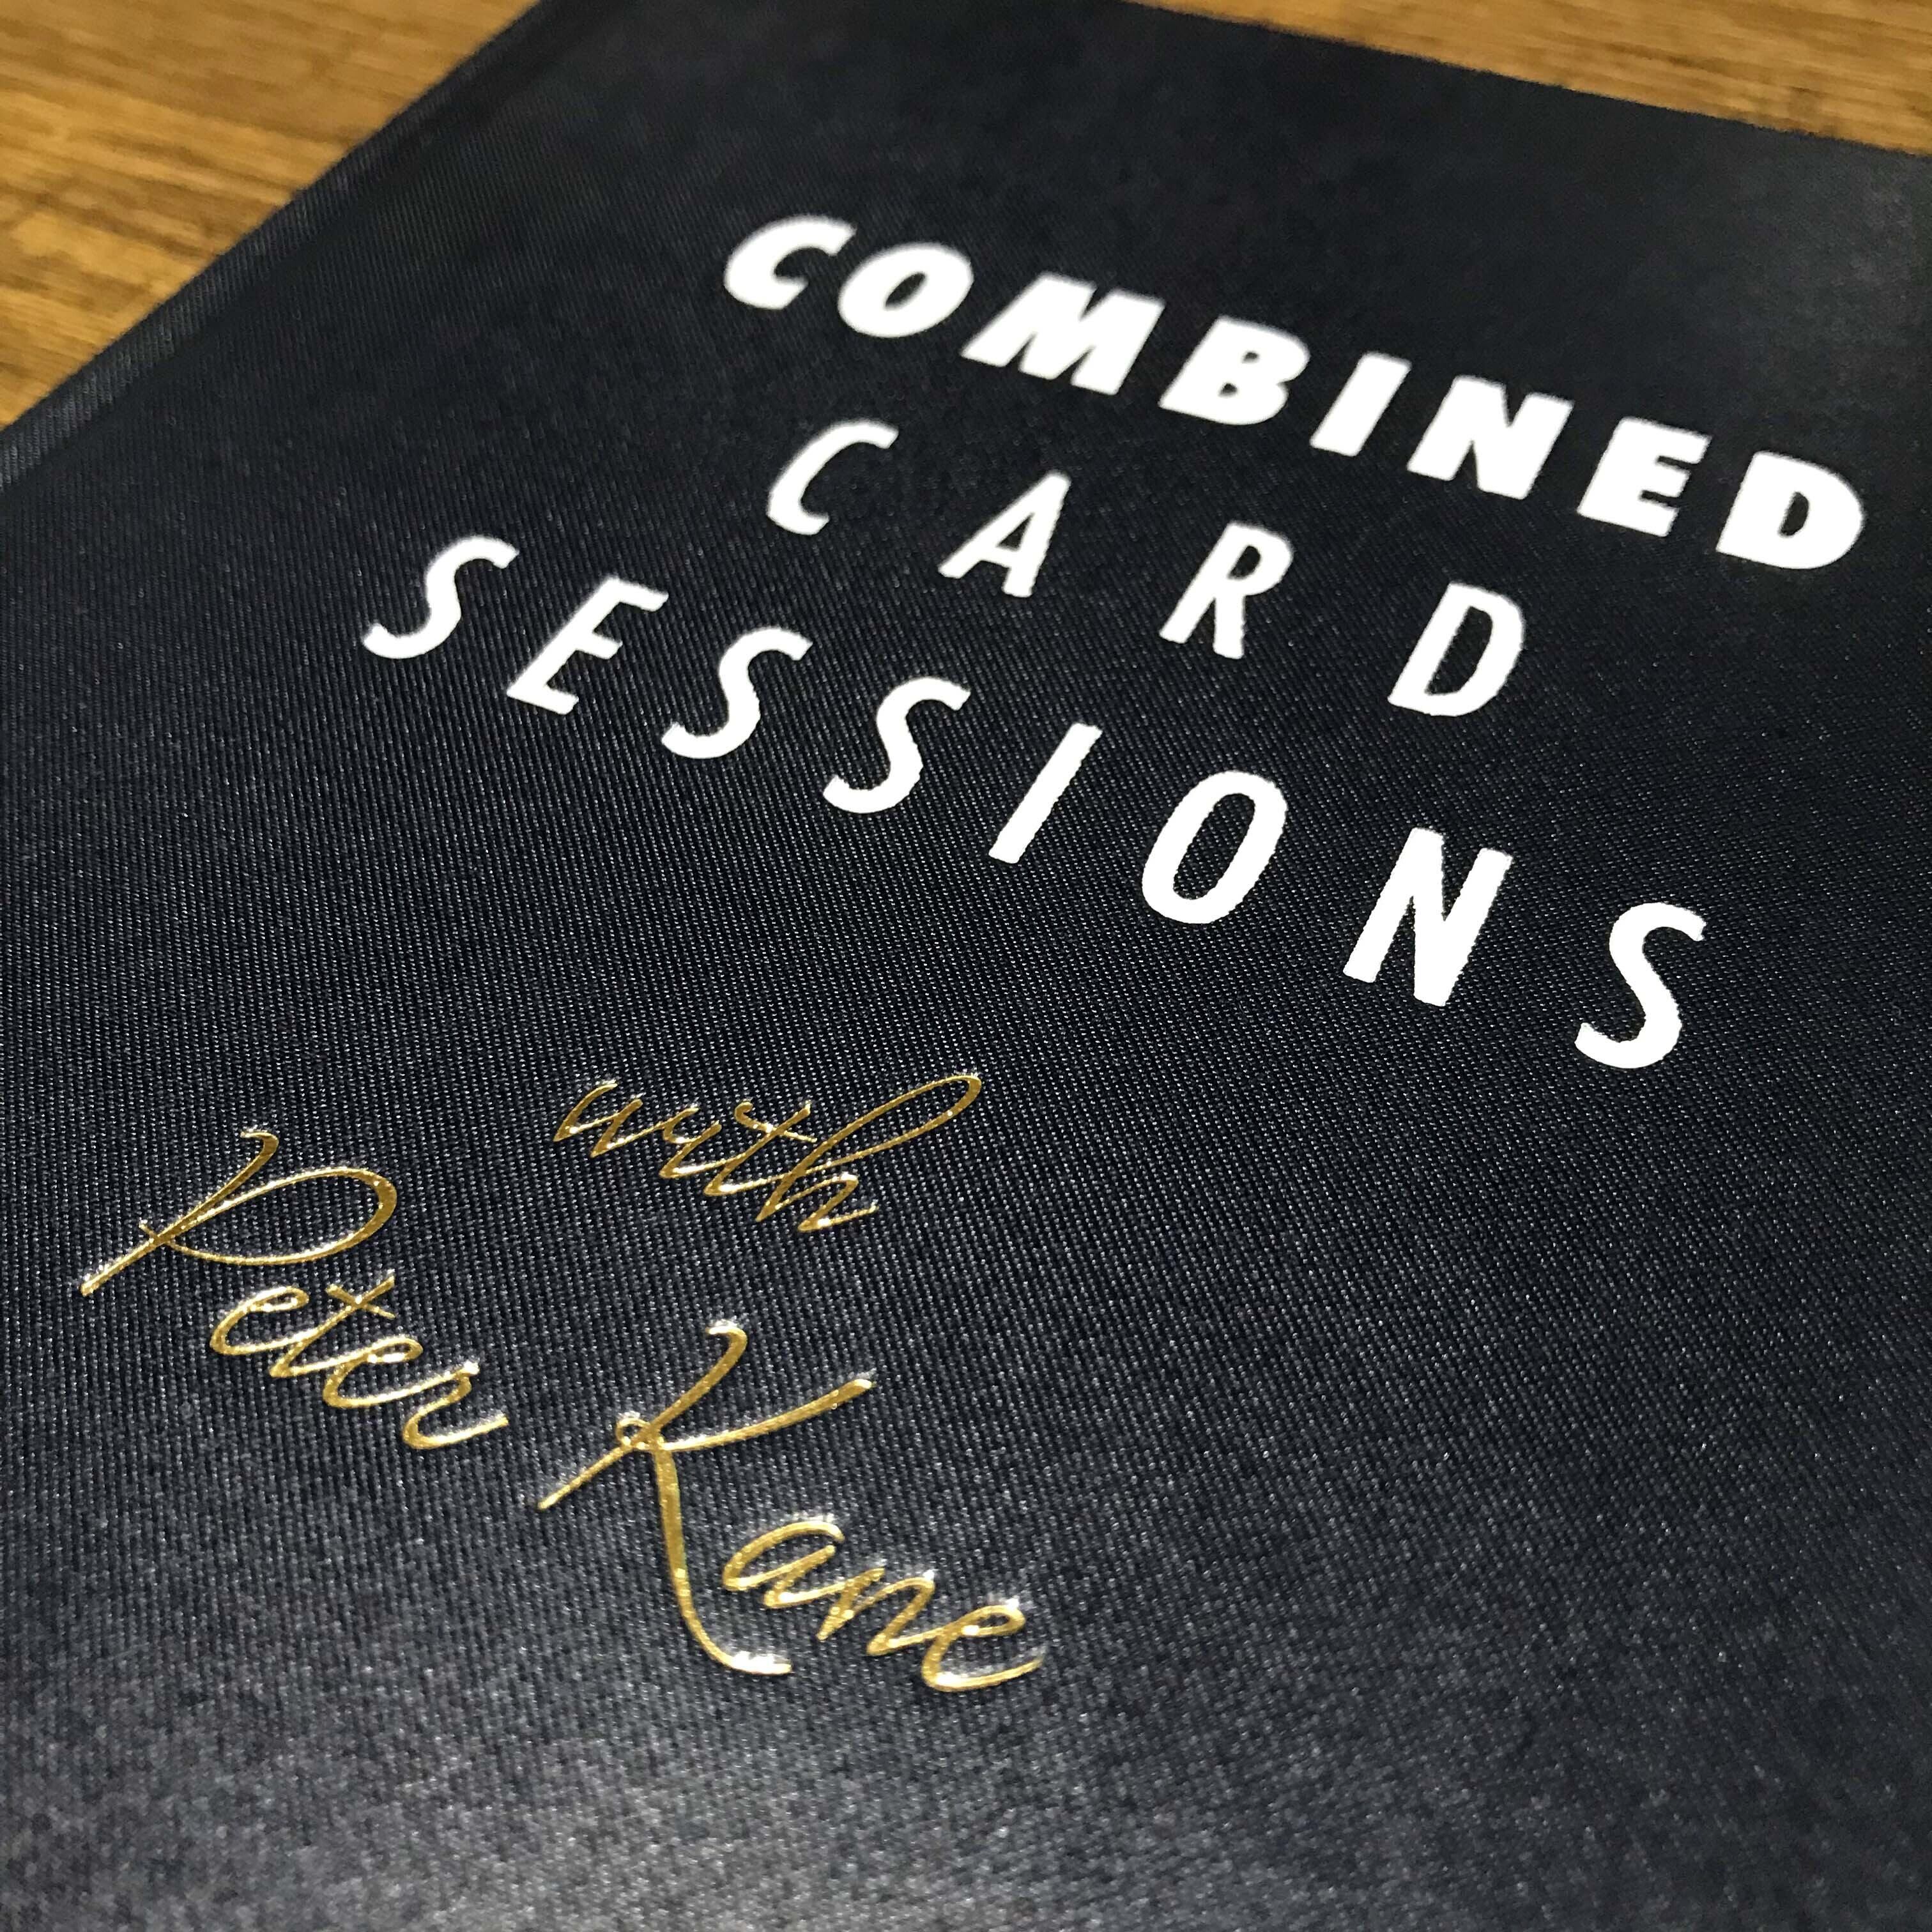 COMBINED
CARD
SESSIONS
with
Peter Kane